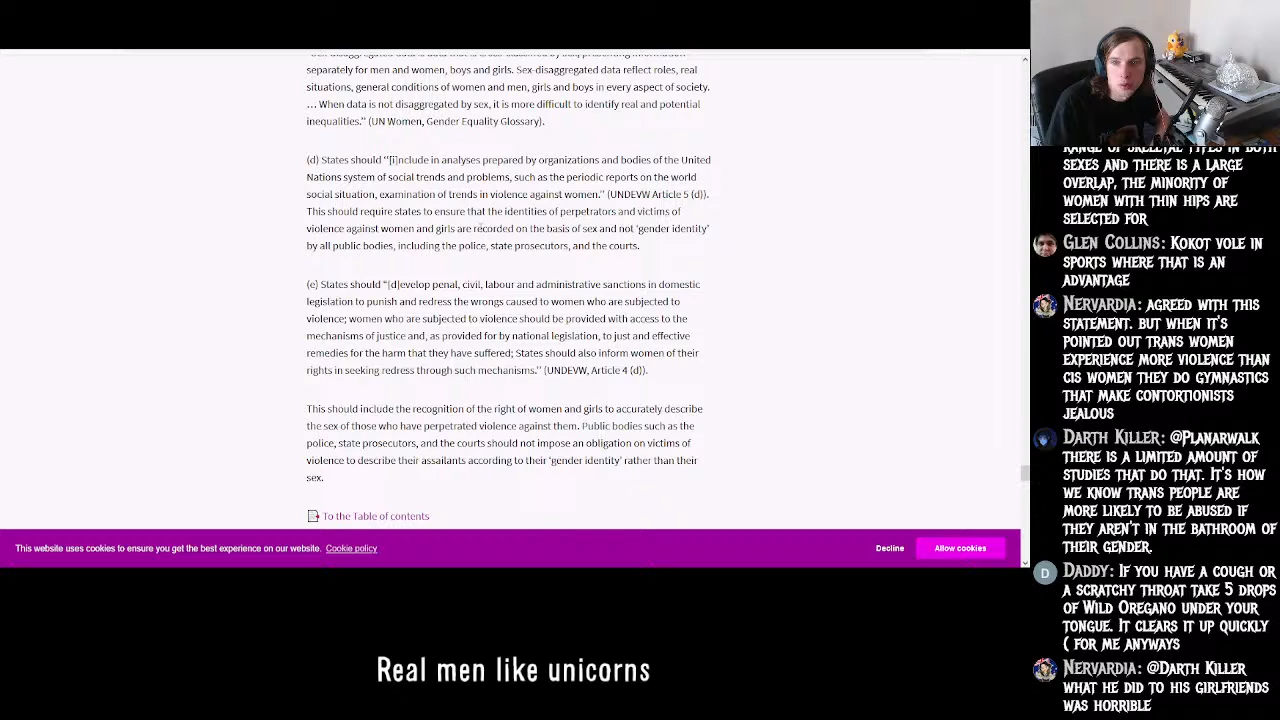 separately for men and women, boys and girls. Sex-disaggregated data reflect roles, real
situations, general conditions of women and men, girls and boys in every aspect of society.
… When data is not disaggregated by sex, it is more difficult to identify real and potential
inequalities.” (UN Women, Gender Equality Glossary).
(d) States should “[i]nclude in analyses prepared by organizations and bodies of the United
Nations system of social trends and problems, such as the periodic reports on the world
social situation, examination of trends in violence against women.” (UNDEVW Article 5 (d)).
This should require states to ensure that the identities of perpetrators and victims of
violence against women and girls are recorded on the basis of sex and not ‘gender identity’
by all public bodies, including the police, state prosecutors, and the courts.
(e) States should “[d]evelop penal, civil, labour and administrative sanctions in domestic
legislation to punish and redress the wrongs caused to women who are subjected to
violence; women who are subjected to violence should be provided with access to the
mechanisms of justice and, as provided for by national legislation, to just and effective
remedies for the harm that they have suffered; States should also inform women of their
rights in seeking redress through such mechanisms.” (UNDEVW, Article 4 (d)).
This should include the recognition of the right of women and girls to accurately describe
the sex of those who have perpetrated violence against them. Public bodies such as the
police, state prosecutors, and the courts should not impose an obligation on victims of
violence to describe their assailants according to their ‘gender identity’ rather than their
sex.
To the Table of contents
This website uses cookies to ensure you get the best experience on our website. Cookie policy
Decline
Allow cookies
Real men like unicorns
RANGE OF SKELETAL TYPES IN BOTH
SEXES AND THERE IS A LARGE
OVERLAP, THE MINORITY OF
WOMEN WITH THIN HIPS ARE
SELECTED FOR
GLEN COLLINS: KOKOT VOLE IN
SPORTS WHERE THAT IS AN
ADVANTAGE
NERVARDIA: AGREED WITH THIS
STATEMENT. BUT WHEN IT'S
POINTED OUT TRANS WOMEN
EXPERIENCE MORE VIOLENCE THAN
CIS WOMEN THEY DO GYMNASTICS
THAT MAKE CONTORTIONISTS
JEALOUS
DARTH KILLER: @PLANARWALK
THERE IS A LIMITED AMOUNT OF
STUDIES THAT DO THAT. IT'S HOW
WE KNOW TRANS PEOPLE ARE
MORE LIKELY TO BE ABUSED IF
THEY AREN'T IN THE BATHROOM OF
THEIR GENDER.
D DADDY: IF YOU HAVE A COUGH OR
A SCRATCHY THROAT TAKE 5 DROPS
OF WILD OREGANO UNDER YOUR
TONGUE. IT CLEARS IT UP QUICKLY
( FOR ME ANYWAYS
NERVARDIA: @DARTH KILLER
WHAT HE DID TO HIS GIRLFRIENDS
WAS HORRIBLE